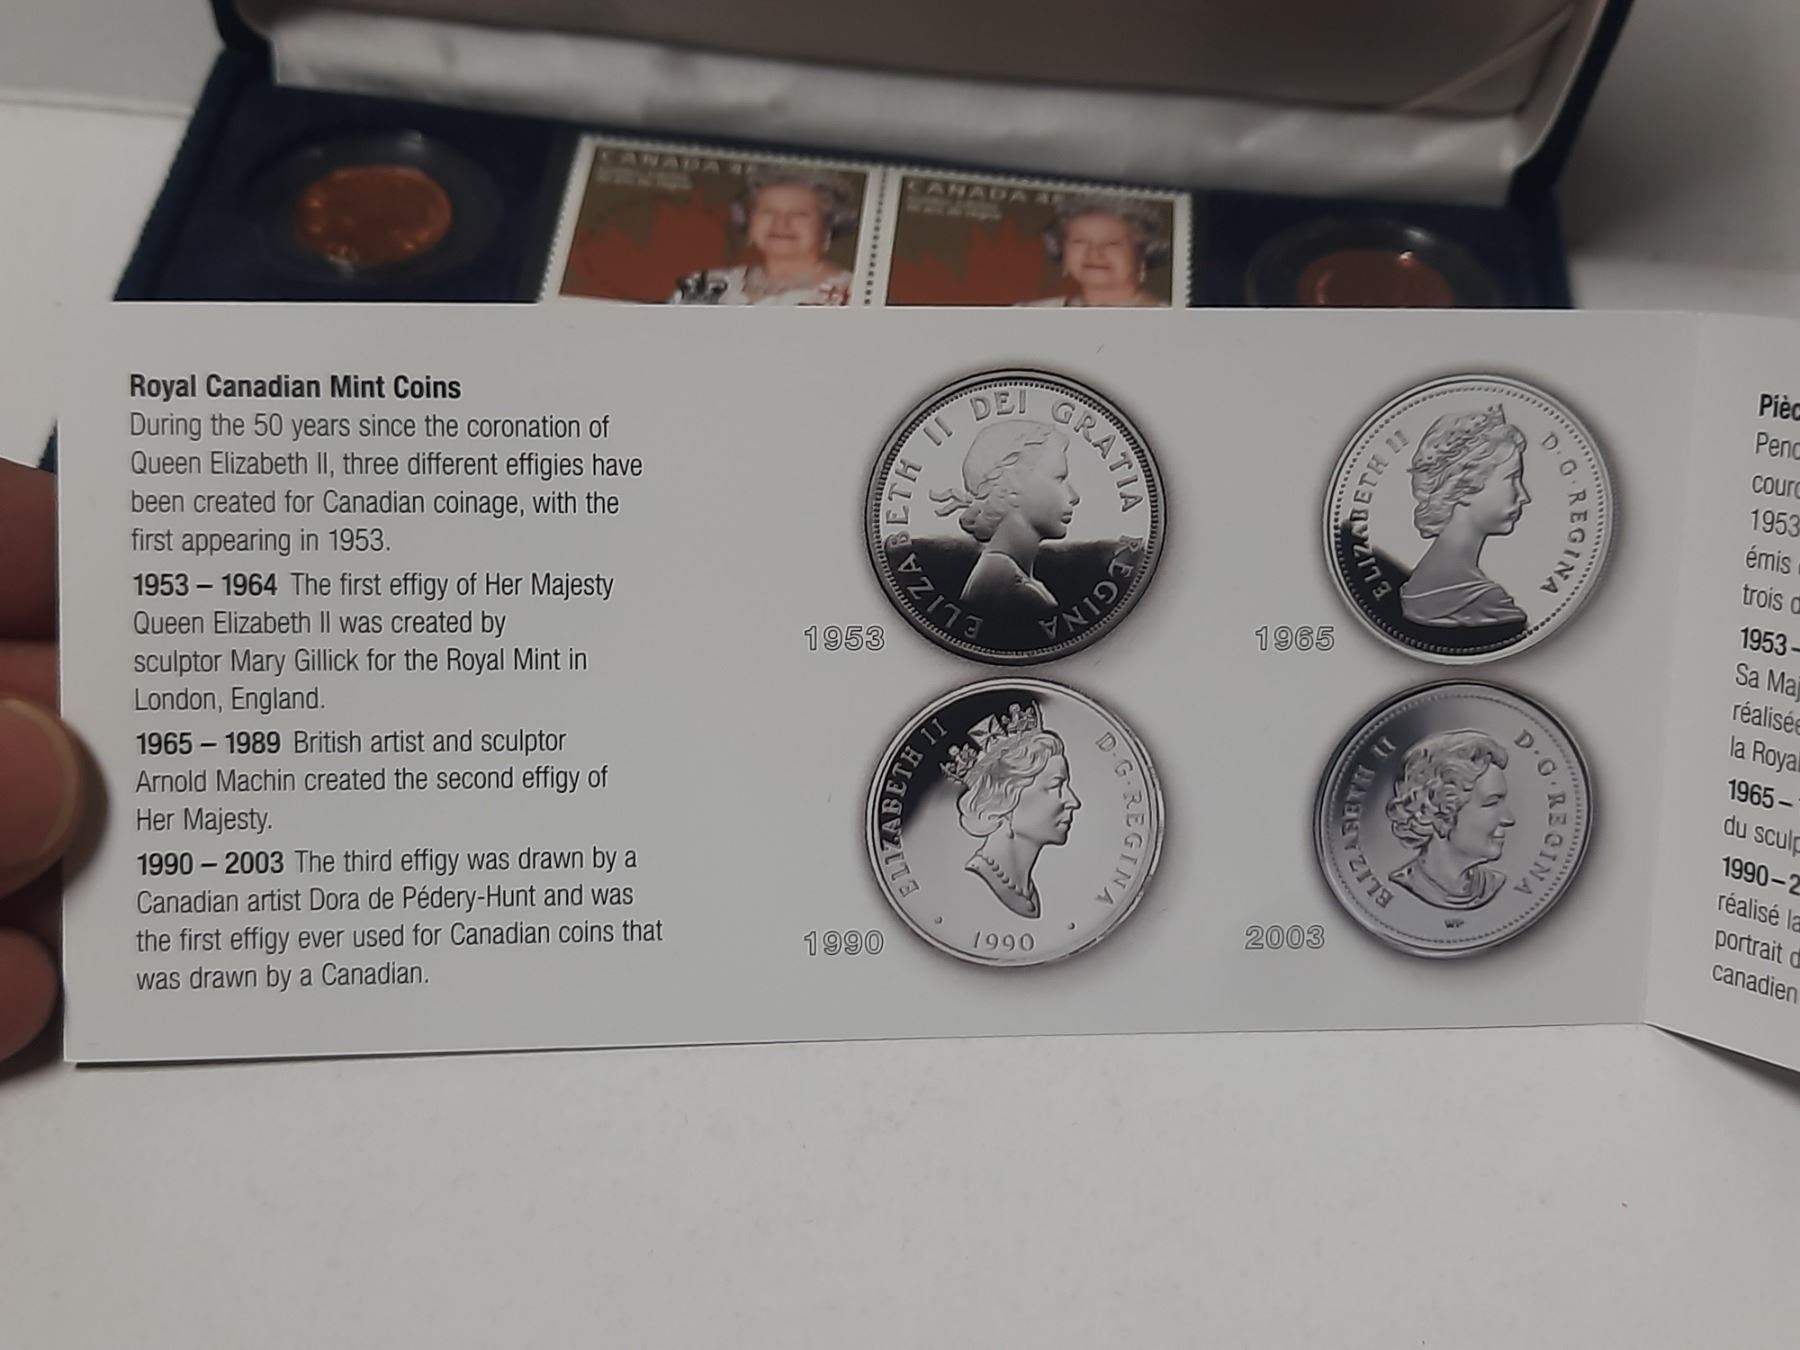 CANADA 48
CANADA 48
Royal Canadian Mint Coins
During the 50 years since the coronation of
Queen Elizabeth II, three different effigies have
been created for Canadian coinage, with the
first appearing in 1953.
1953 – 1964 The first effigy of Her Majesty
Queen Elizabeth II was created by
sculptor Mary Gillick for the Royal Mint in
London, England.
1965 – 1989 British artist and sculptor
Arnold Machin created the second effigy of
Her Majesty.
1990 – 2003 The third effigy was drawn by a
Canadian artist Dora de Pédery-Hunt and was
the first effigy ever used for Canadian coins that
was drawn by a Canadian.
ELIZABETH II DEI GRATIA REGINA
1953
ELIZABETH II D·G·REGINA
1965
ELIZABETH II D·G·REGINA
1990
1990
ELIZABETH II D·G·REGINA
WP
2003
1953
émis
trois d
1953 –
Sa Maj
réalisée
la Royal
1965 –
du sculp
1990 – 2
réalisé la
portrait d
canadien